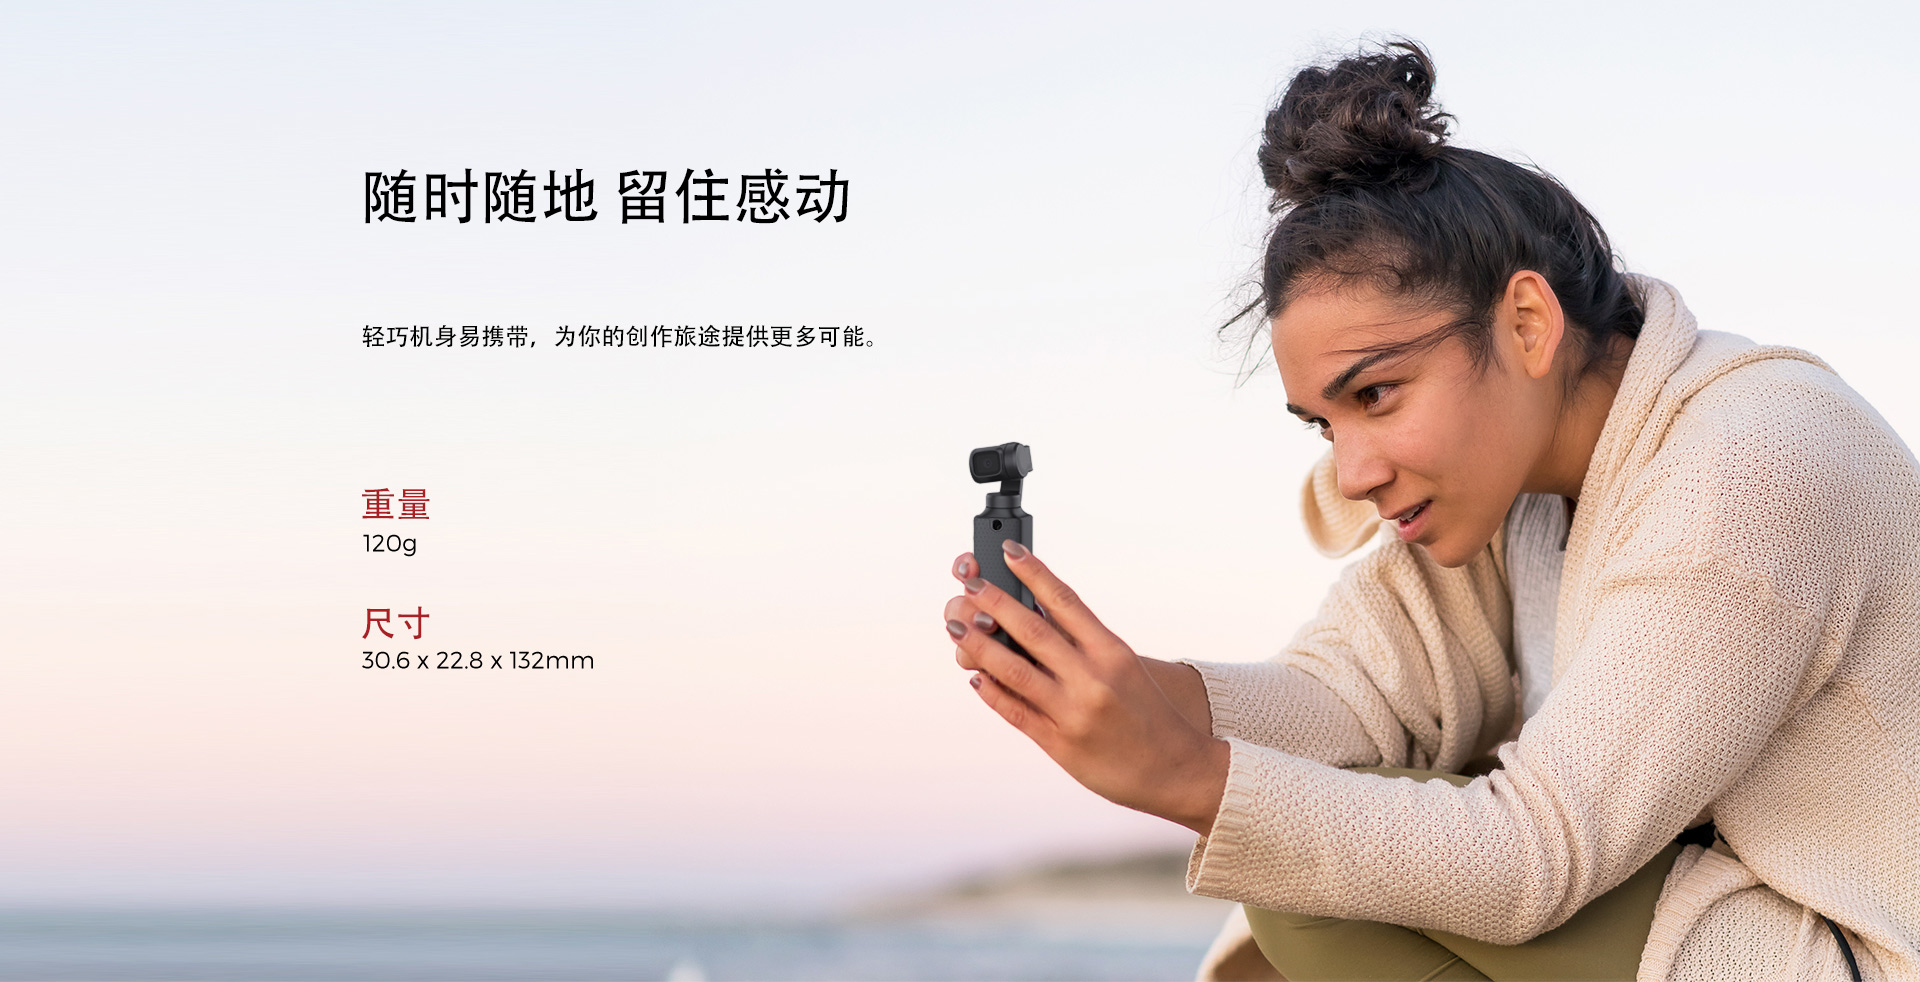 随时随地 留住感动
轻巧机身易携带，为你的创作旅途提供更多可能。
重量
120g
尺寸
30.6 x 22.8 x 132mm